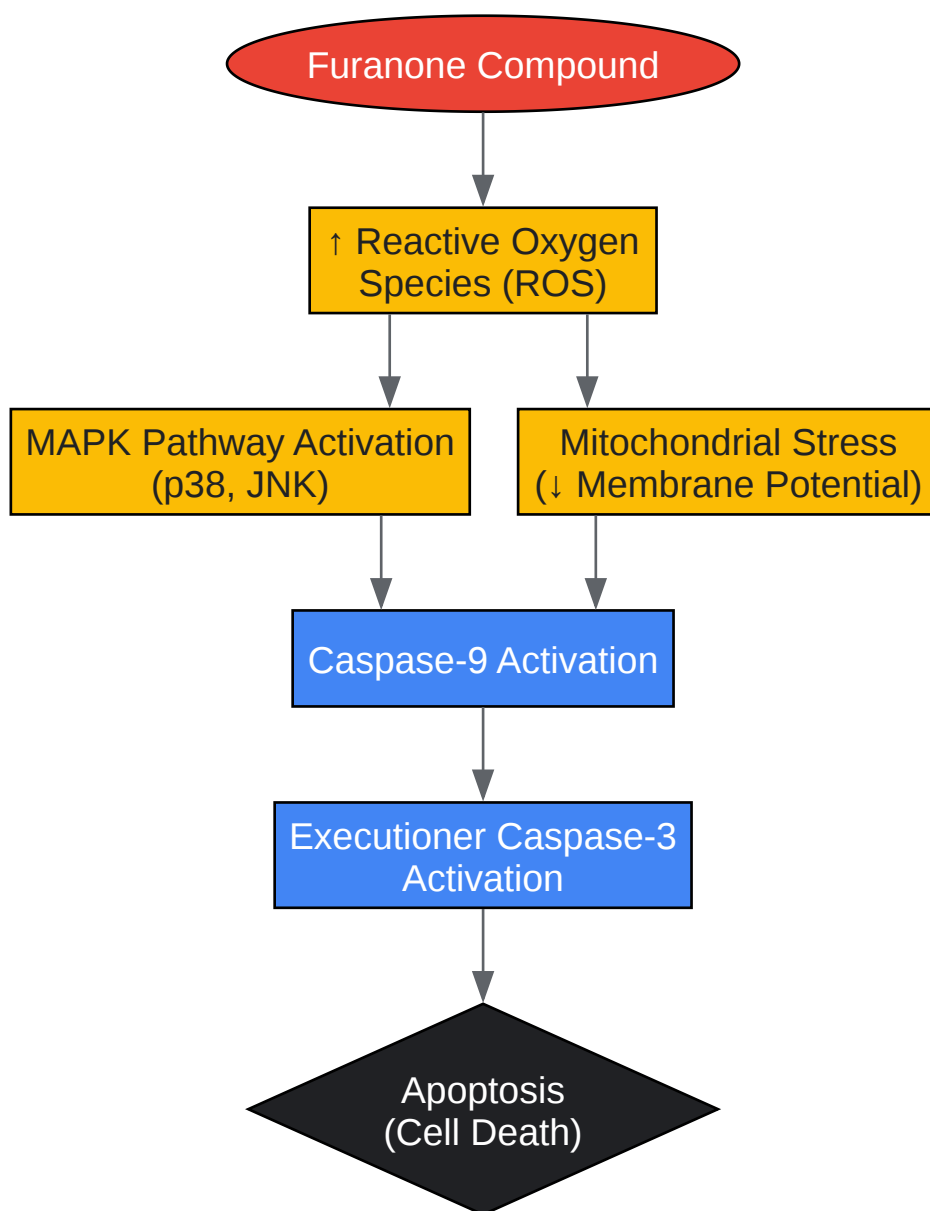 Furanone Compound
↑ Reactive Oxygen
Species (ROS)
MAPK Pathway Activation
(p38, JNK)
Mitochondrial Stress
(↓ Membrane Potential)
Caspase-9 Activation
Executioner Caspase-3
Activation
Apoptosis
(Cell Death)